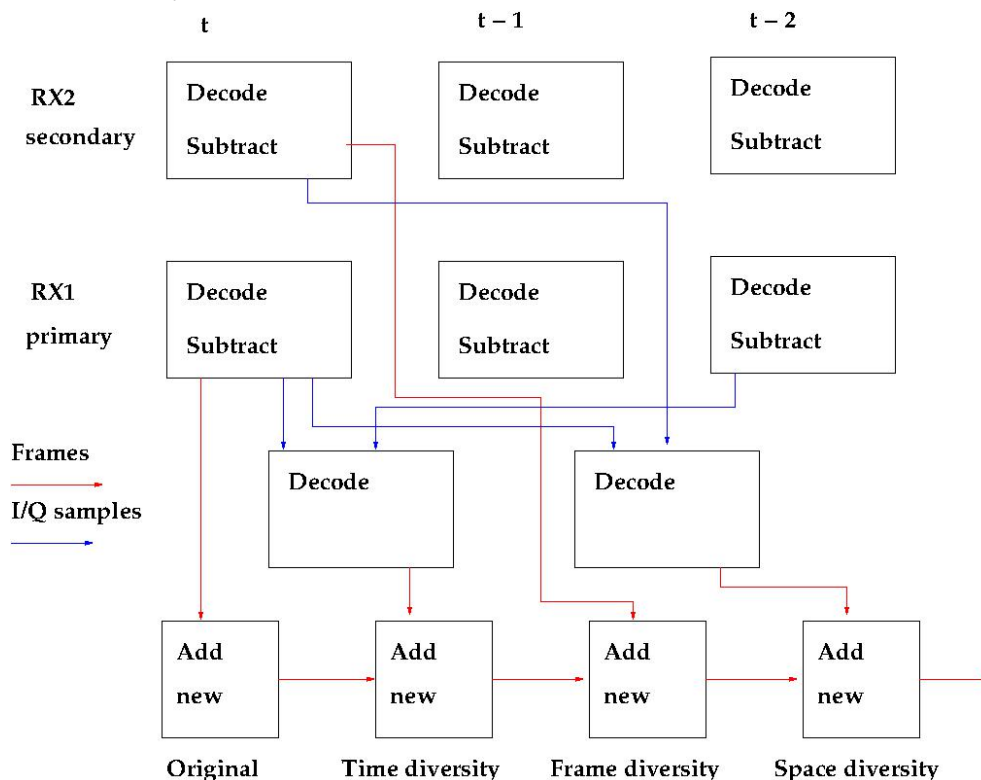 t
t – 1
t – 2
RX2
secondary
Decode
Subtract
Decode
Subtract
Decode
Subtract
RX1
primary
Decode
Subtract
Decode
Subtract
Decode
Subtract
Frames
I/Q samples
Decode
Decode
Add
new
Add
new
Add
new
Add
new
Original
Time diversity
Frame diversity
Space diversity